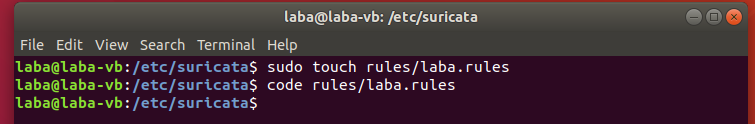 laba@laba-vb: /etc/suricata
File Edit View Search Terminal Help
laba@laba-vb:/etc/suricata$ sudo touch rules/laba.rules
laba@laba-vb:/etc/suricata$ code rules/laba.rules
laba@laba-vb:/etc/suricata$